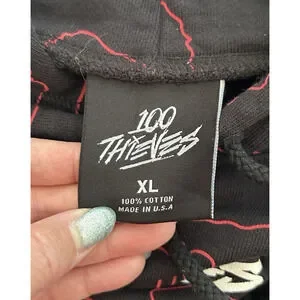 100
THIEVES
XL
100% COTTON
MADE IN U.S.A